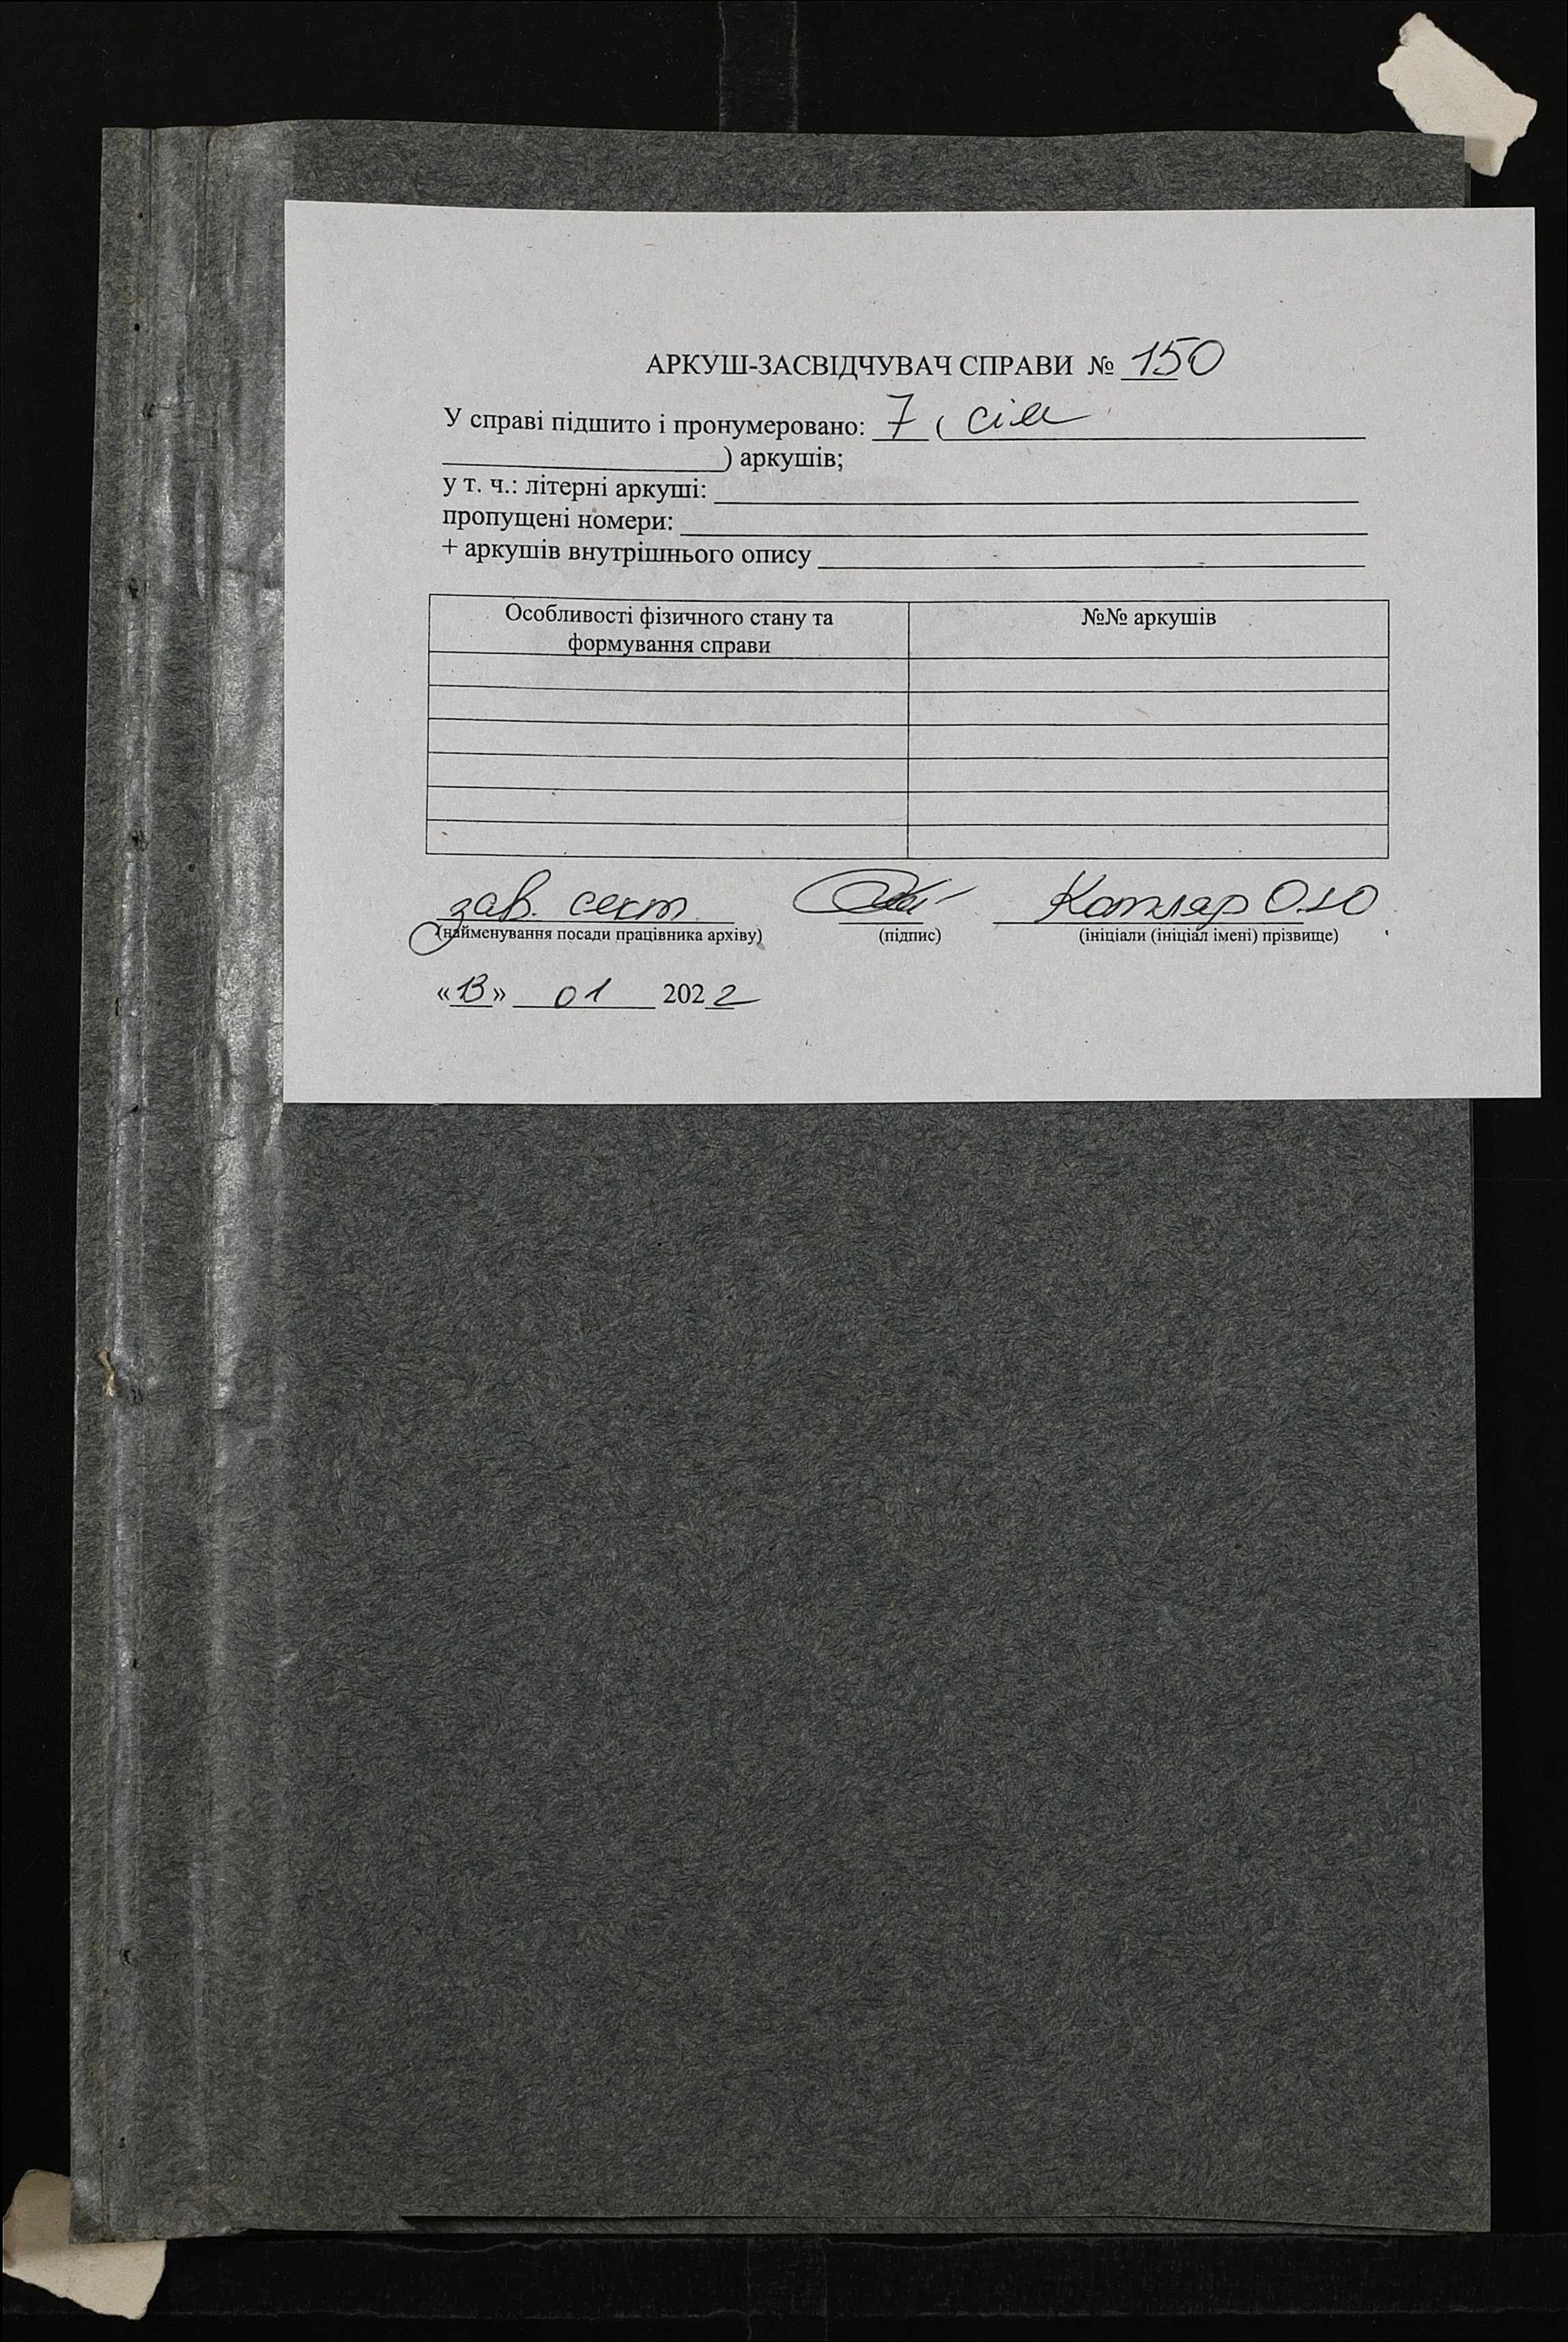 АРКУШ-ЗАСВІДЧУВАЧ СПРАВИ № 150
У справі підшито і пронумеровано: 7 ( сім
) аркушів;
у т. ч.: літерні аркуші:
пропущені номери:
+ аркушів внутрішнього опису
Особливості фізичного стану та формування справи
№№ аркушів
зав. сект Котляр О Ю
(найменування посади працівника архіву) (підпис) (ініціали (ініціал імені) прізвище)
«13» 01 2022